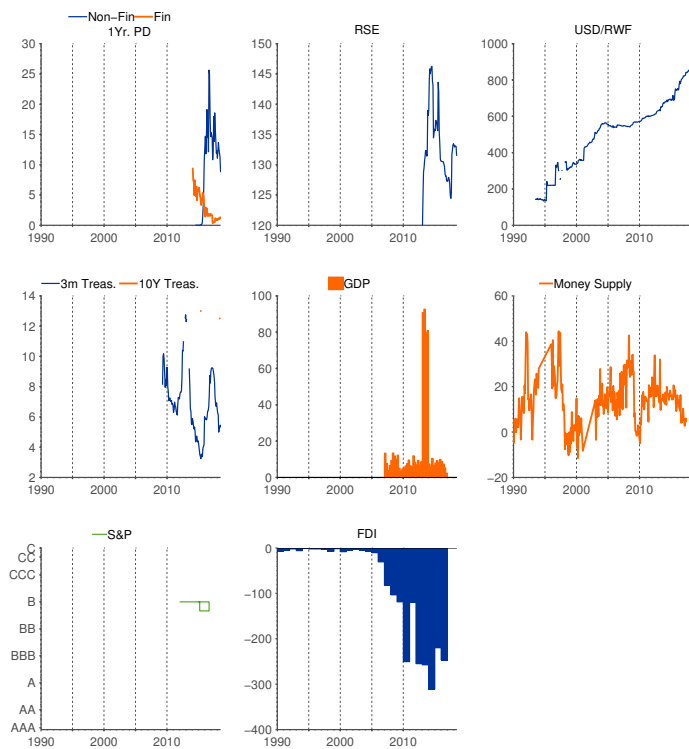 Non−Fin Fin
1Yr. PD
30
25
20
15
10
5
0
1990 2000 2010
RSE
150
145
140
135
130
125
120
1990 2000 2010
USD/RWF
1000
800
600
400
200
0
1990 2000 2010
3m Treas. 10Y Treas.
14
12
10
8
6
4
2
1990 2000 2010
GDP
100
80
60
40
20
0
1990 2000 2010
Money Supply
60
40
20
0
−20
1990 2000 2010
S&P
C
CC
CCC
B
BB
BBB
A
AA
AAA
1990 2000 2010
FDI
0
−100
−200
−300
−400
1990 2000 2010